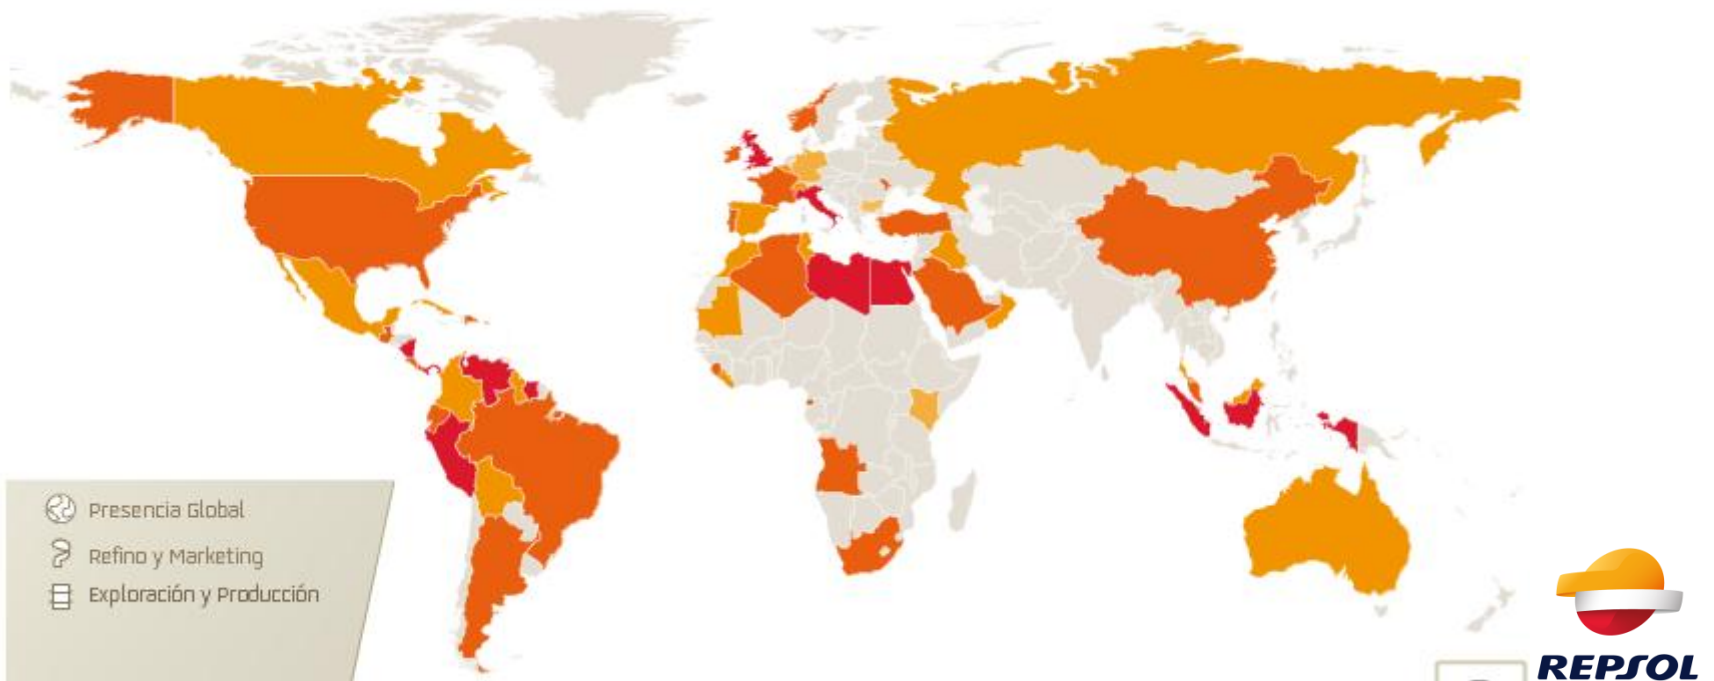 Presencia Global
Refino y Marketing
Exploración y Producción
REPSOL